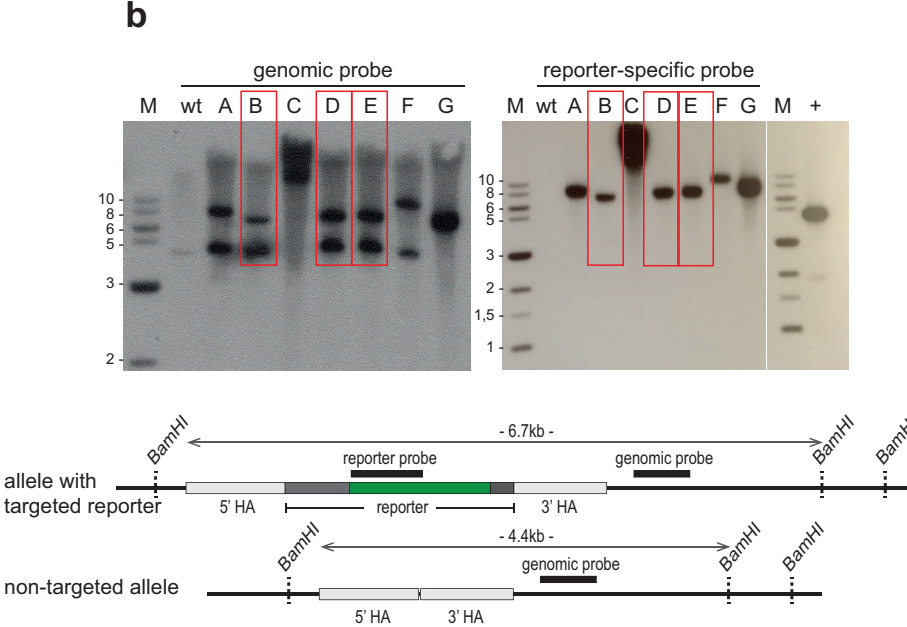 b
genomic probe
M wt A B C D E F G
10 -
8 -
6 -
5 -
3 -
2 -
reporter-specific probe
M wt A B C D E F G M +
10 -
8 -
6 -
5 -
3 -
2 -
1,5 -
1 -
BamHI
- 6.7kb -
BamHI
BamHI
reporter probe
genomic probe
allele with
targeted reporter
5' HA
reporter
3' HA
BamHI
- 4.4kb -
BamHI
BamHI
genomic probe
non-targeted allele
5' HA
3' HA